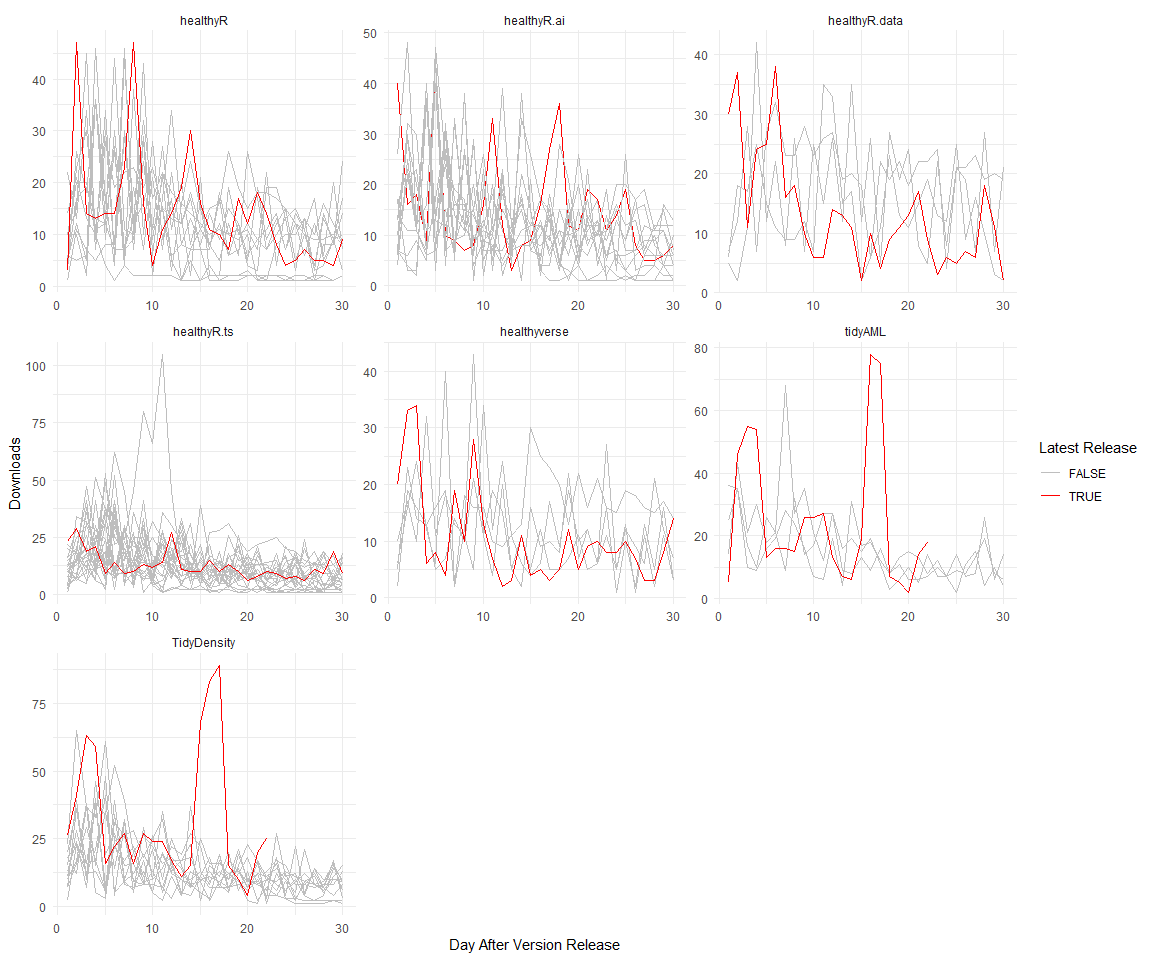 healthyR healthyR.ai healthyR.data
50
40 40 40
30 30 30
20 20 20
10 10 10
0 0 0
0 10 20 30 0 10 20 30 0 10 20 30
healthyR.ts healthyverse tidyAML
100 40 80
75 30 60
50 20 40
25 10 20
0 0 0
0 10 20 30 0 10 20 30 0 10 20 30
TidyDensity
75
50
25
0
0 10 20 30
Downloads
Day After Version Release
Latest Release
FALSE
TRUE